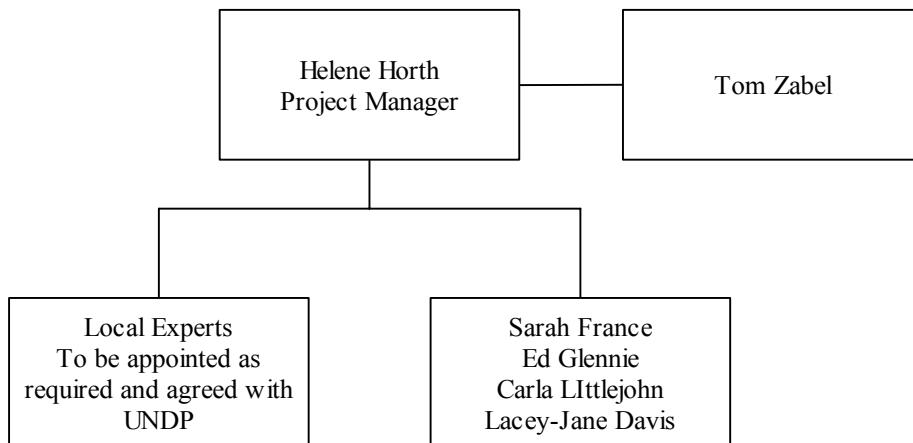 Helene Horth
Project Manager
Tom Zabel
Local Experts
To be appointed as
required and agreed with
UNDP
Sarah France
Ed Glennie
Carla LIttlejohn
Lacey-Jane Davis